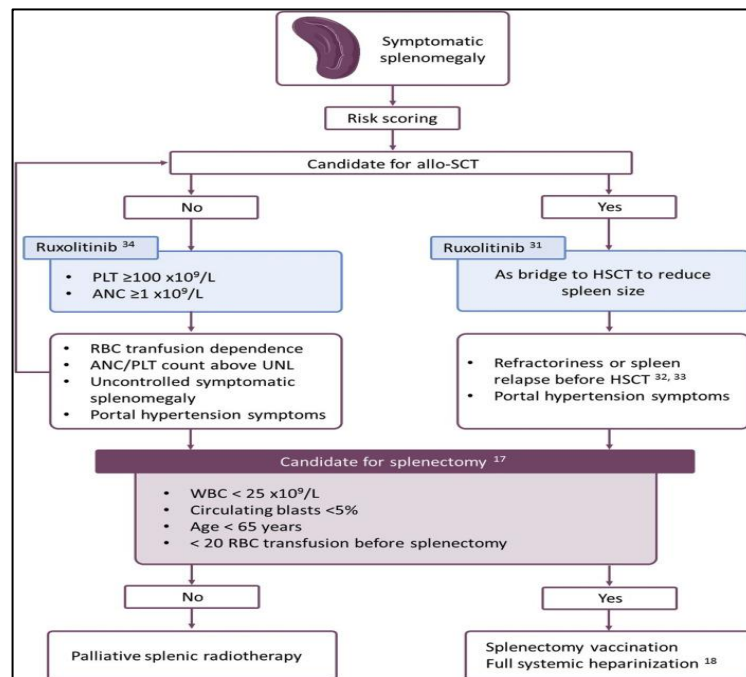 Symptomatic
splenomegaly
Risk scoring
Candidate for allo-SCT
No
Yes
Ruxolitinib 34
PLT ≥100 x10⁹/L
ANC ≥1 x10⁹/L
Ruxolitinib 31
As bridge to HSCT to reduce
spleen size
• RBC tranfusion dependence
• ANC/PLT count above UNL
• Uncontrolled symptomatic
splenomegaly
• Portal hypertension symptoms
• Refractoriness or spleen
relapse before HSCT 32, 33
• Portal hypertension symptoms
Candidate for splenectomy 17
• WBC < 25 x10⁹/L
• Circulating blasts <5%
• Age < 65 years
• < 20 RBC transfusion before splenectomy
No
Yes
Palliative splenic radiotherapy
Splenectomy vaccination
Full systemic heparinization 18